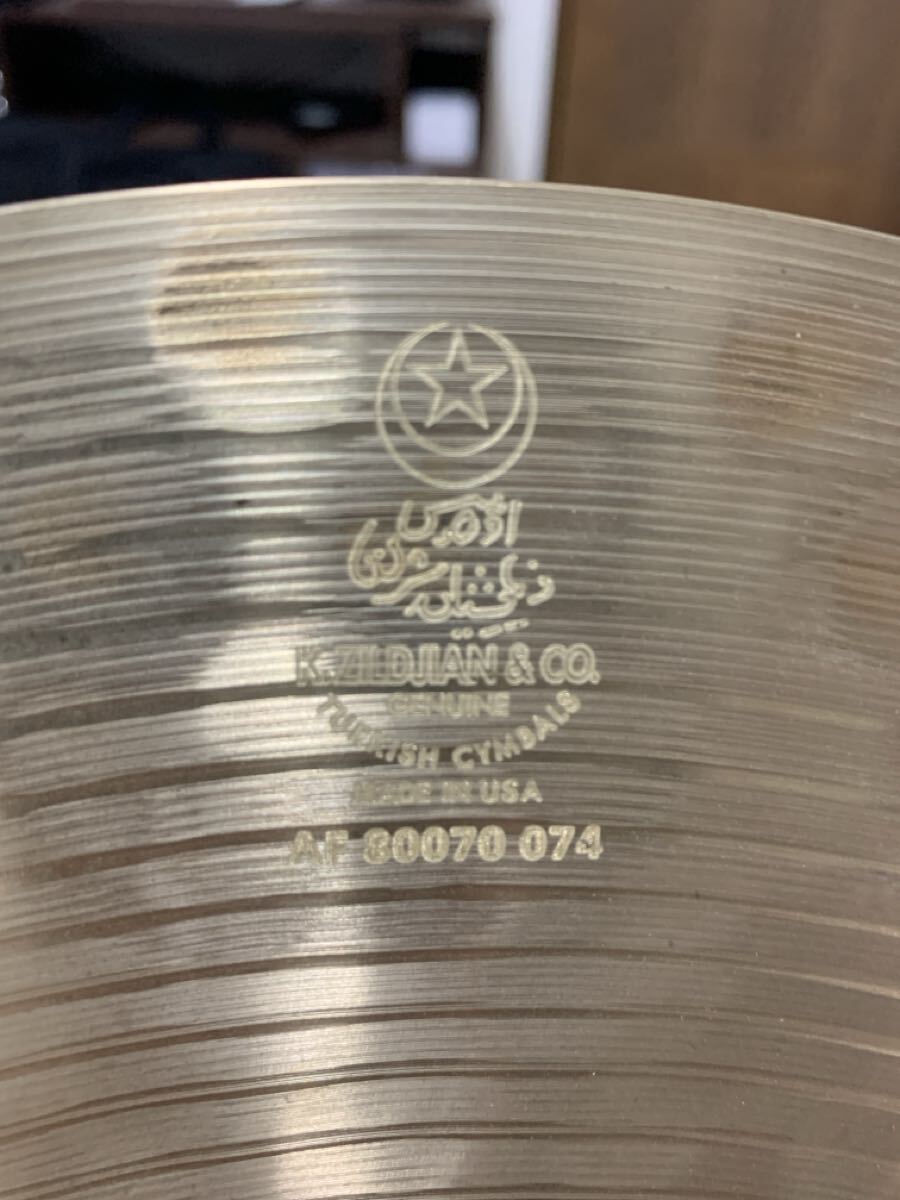 K. ZILDJIAN & CO.
GENUINE
TURKISH CYMBALS
MADE IN USA
AF 80070 074